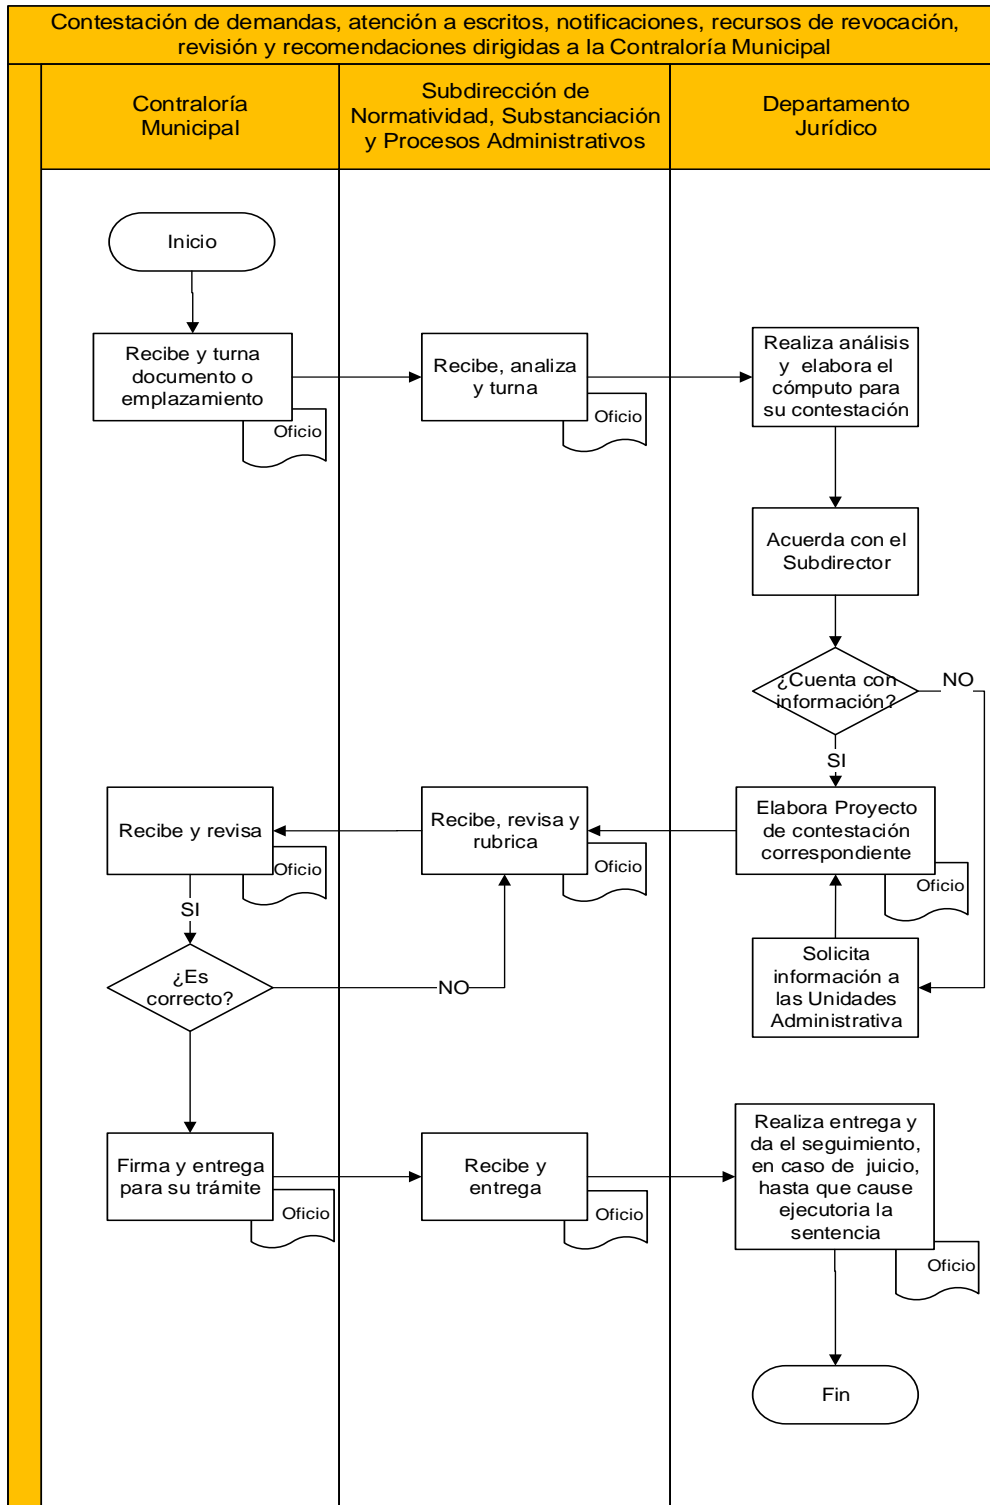 Contestación de demandas, atención a escritos, notificaciones, recursos de revocación,
revisión y recomendaciones dirigidas a la Contraloría Municipal
Contraloría
Municipal
Subdirección de
Normatividad, Substanciación
y Procesos Administrativos
Departamento
Jurídico
Inicio
Recibe y turna
documento o
emplazamiento
Oficio
Recibe, analiza
y turna
Oficio
Realiza análisis
y elabora el
cómputo para
su contestación
Acuerda con el
Subdirector
¿Cuenta con
información?
NO
SI
Elabora Proyecto
de contestación
correspondiente
Oficio
Recibe, revisa y
rubrica
Oficio
Recibe y revisa
Oficio
SI
¿Es
correcto?
NO
Solicita
información a
las Unidades
Administrativa
Firma y entrega
para su trámite
Oficio
Recibe y
entrega
Oficio
Realiza entrega y
da el seguimiento,
en caso de juicio,
hasta que cause
ejecutoria la
sentencia
Oficio
Fin